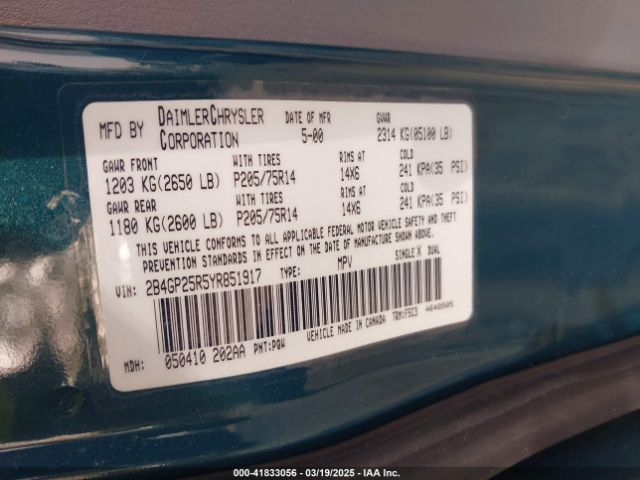 MFD BY DAIMLERCHRYSLER CORPORATION DATE OF MFR 5-00 GVWR 2314 KG(05100 LB)
GAWR FRONT WITH TIRES RIMS AT COLD
1203 KG(2650 LB) P205/75R14 14X6 241 KPA(35 PSI)
GAWR REAR WITH TIRES RIMS AT COLD
1180 KG(2600 LB) P205/75R14 14X6 241 KPA(35 PSI)
THIS VEHICLE CONFORMS TO ALL APPLICABLE FEDERAL MOTOR VEHICLE SAFETY AND THEFT
PREVENTION STANDARDS IN EFFECT ON THE DATE OF MANUFACTURE SHOWN ABOVE.
VIN: 2B4GP25R5YR851917 TYPE: MPV SINGLE X DUAL
VEHICLE MADE IN CANADA TRM:F5C3 4648505
MDH: 050410 202AA PNT:PGW
000-41833056 - 03/19/2025 - IAA Inc.